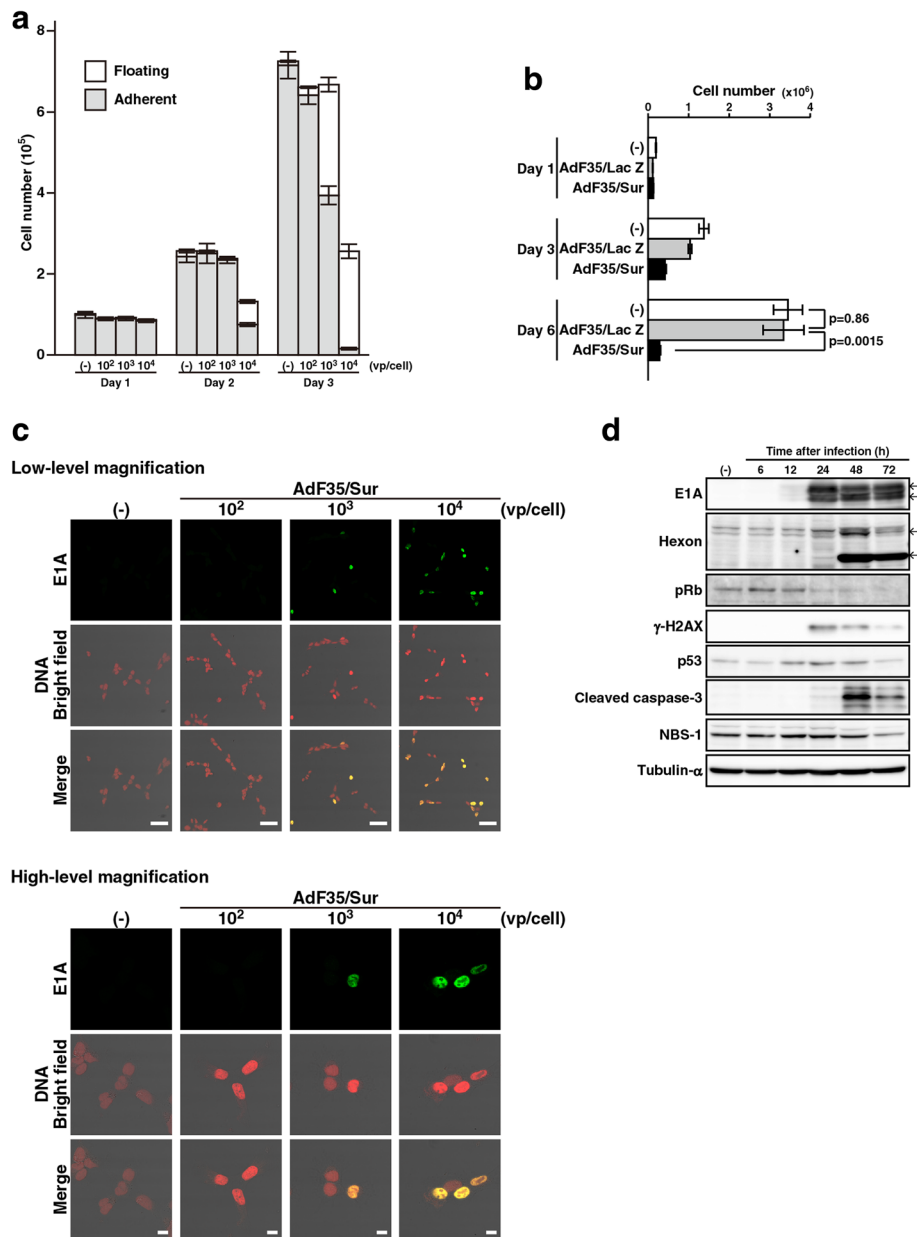 a
8
6
4
2
0
Cell number (10⁵)
Floating
Adherent
(-) 10² 10³ 10⁴ (-) 10² 10³ 10⁴ (-) 10² 10³ 10⁴ (vp/cell)
Day 1 Day 2 Day 3
b
Cell number (x10⁶)
0 1 2 3 4
(-)
Day 1 AdF35/Lac Z
AdF35/Sur
(-)
Day 3 AdF35/Lac Z
AdF35/Sur
(-)
Day 6 AdF35/Lac Z
AdF35/Sur
p=0.86
p=0.0015
c
Low-level magnification
AdF35/Sur
(-) 10² 10³ 10⁴ (vp/cell)
E1A
DNA
Bright field
Merge
High-level magnification
AdF35/Sur
(-) 10² 10³ 10⁴ (vp/cell)
E1A
DNA
Bright field
Merge
d
Time after infection (h)
(-) 6 12 24 48 72
E1A
Hexon
pRb
γ-H2AX
p53
Cleaved caspase-3
NBS-1
Tubulin-α